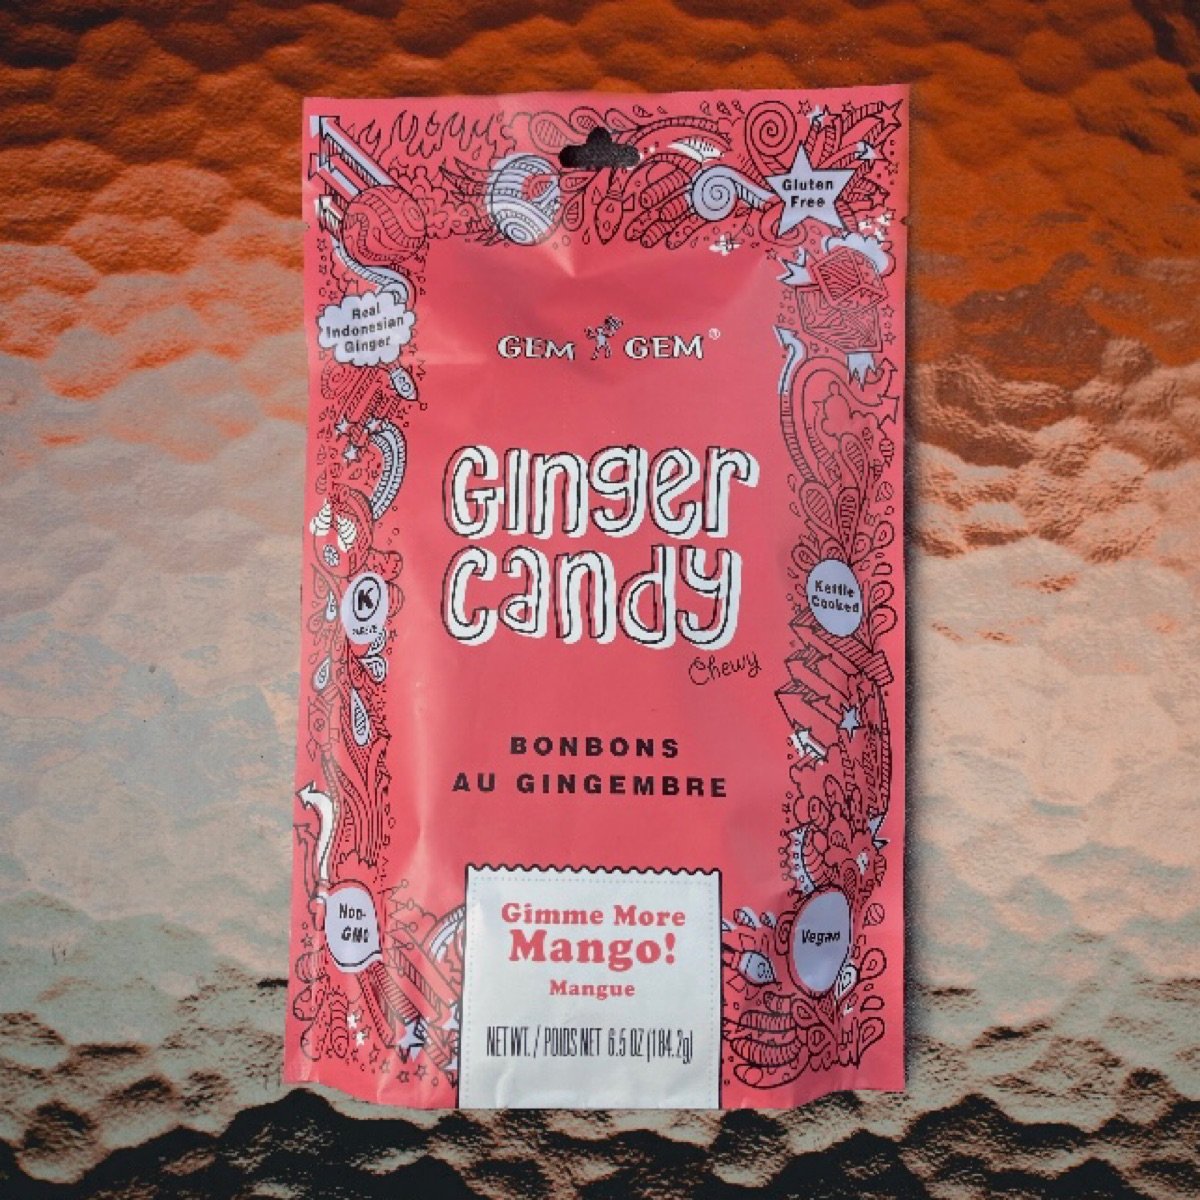 Gluten
Free
Real
Indonesian
Ginger
GEM GEM®
Ginger
candy
Chewy
K
PAREVE
Kettle
Cooked
BONBONS
AU GINGEMBRE
Non-
GMO
Vegan
Gimme More
Mango!
Mangue
NET WT. / POIDS NET 6.5 OZ (184.2g)